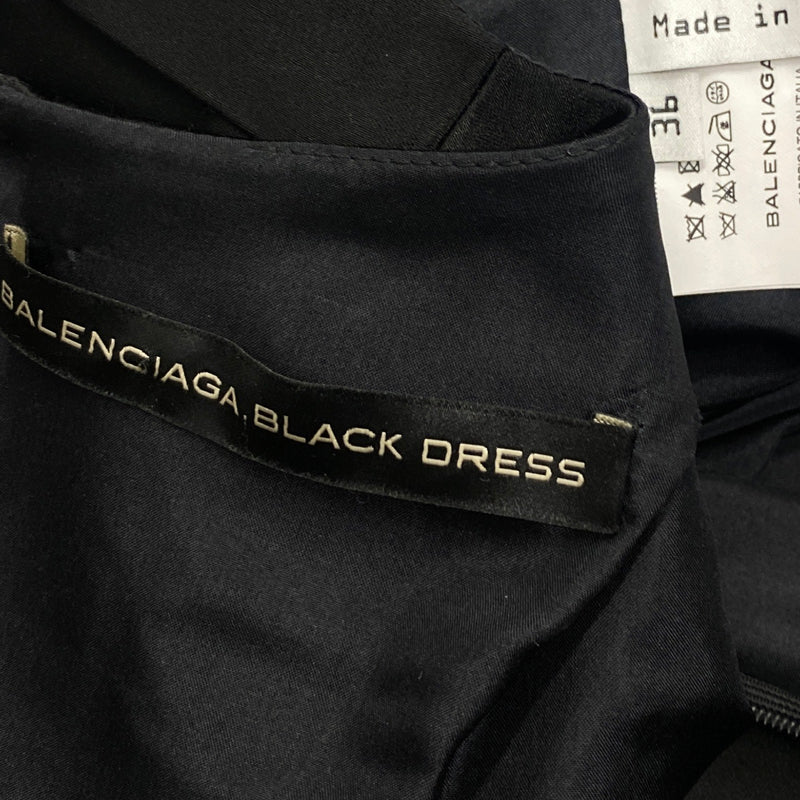 BALENCIAGA.BLACK DRESS
Made in
36
BALENCIAGA